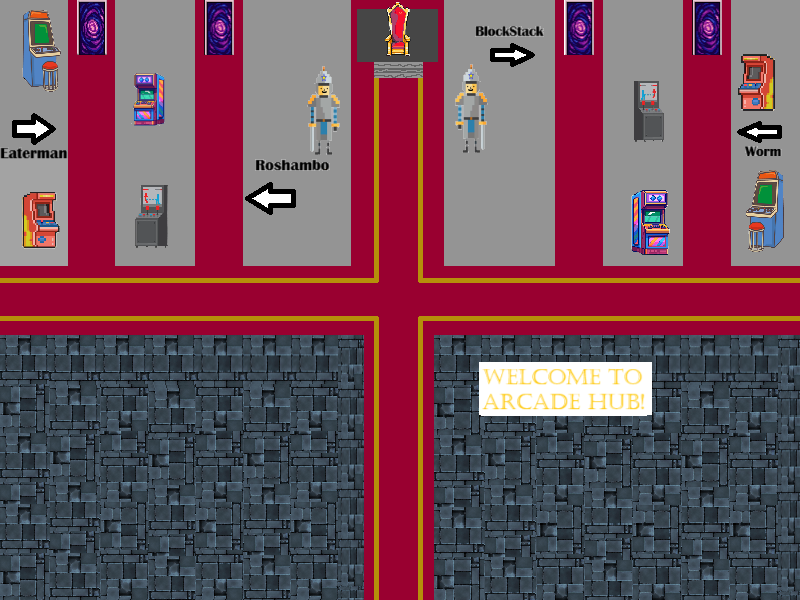 BlockStack
Eaterman
Worm
Roshambo
WELCOME TO
ARCADE HUB!